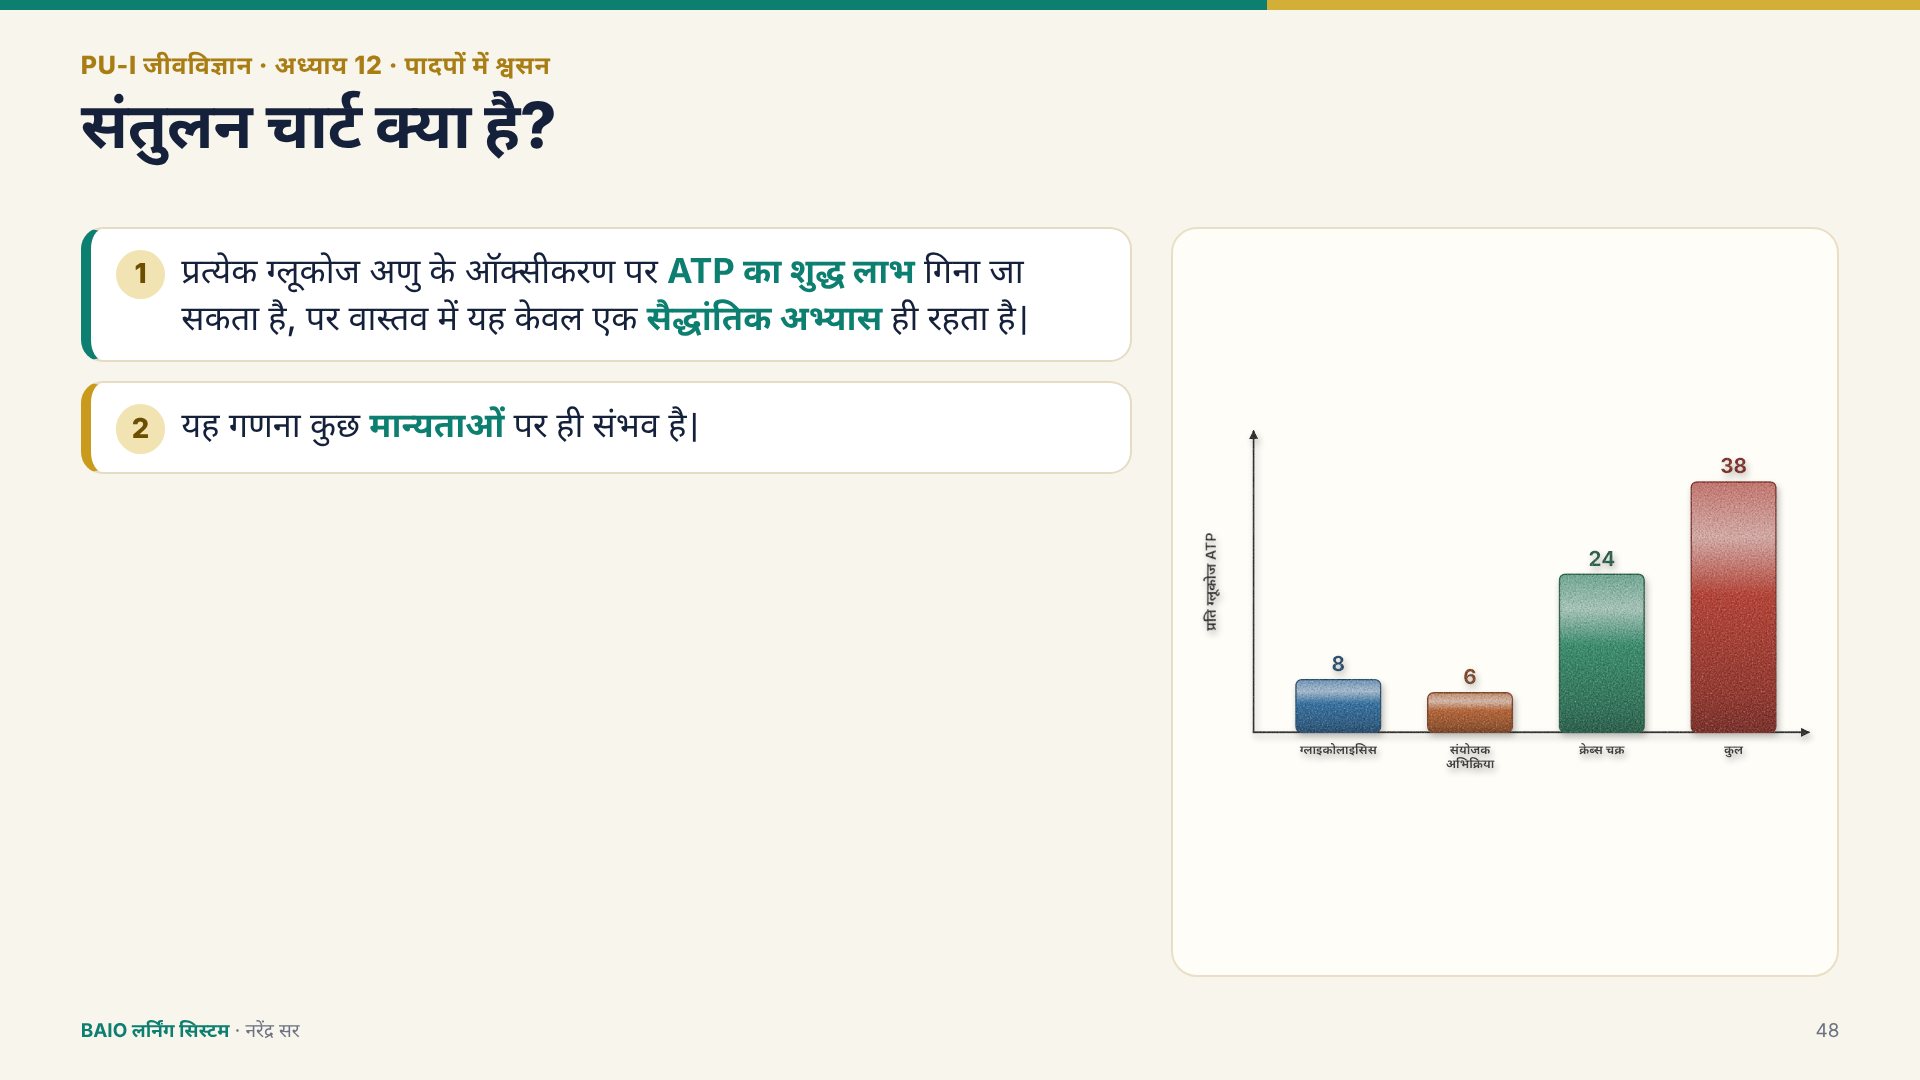 PU-I जीवविज्ञान · अध्याय 12 · पादपों में श्वसन
संतुलन चार्ट क्या है?
1 प्रत्येक ग्लूकोज अणु के ऑक्सीकरण पर ATP का शुद्ध लाभ गिना जा
सकता है, पर वास्तव में यह केवल एक सैद्धांतिक अभ्यास ही रहता है|
2 यह गणना कुछ मान्यताओं पर ही संभव है|
प्रति ग्लूकोज ATP
8
6
24
38
ग्लाइकोलाइसिस
संयोजक
अभिक्रिया
क्रेब्स चक्र
कुल
BAIO लर्निंग सिस्टम · नरेंद्र सर
48